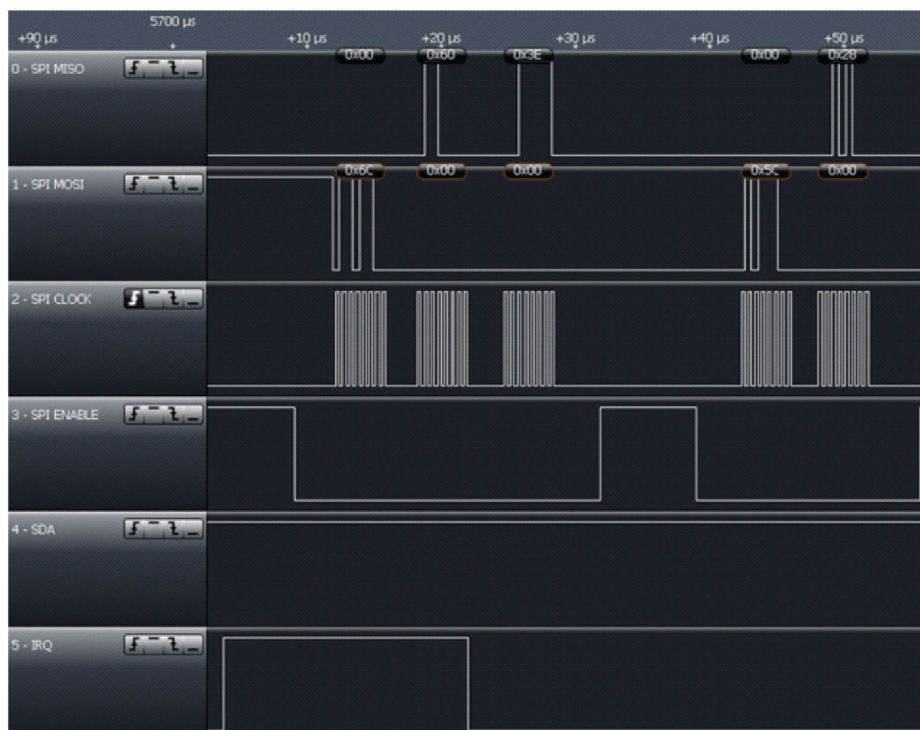 5700 µs
+90 µs +10 µs +20 µs +30 µs +40 µs +50 µs
0x00 0x60 0x3E 0x00 0x28
0 - SPI MISO
0x6C 0x00 0x00 0x5C 0x00
1 - SPI MOSI
2 - SPI CLOCK
3 - SPI ENABLE
4 - SDA
5 - IRQ